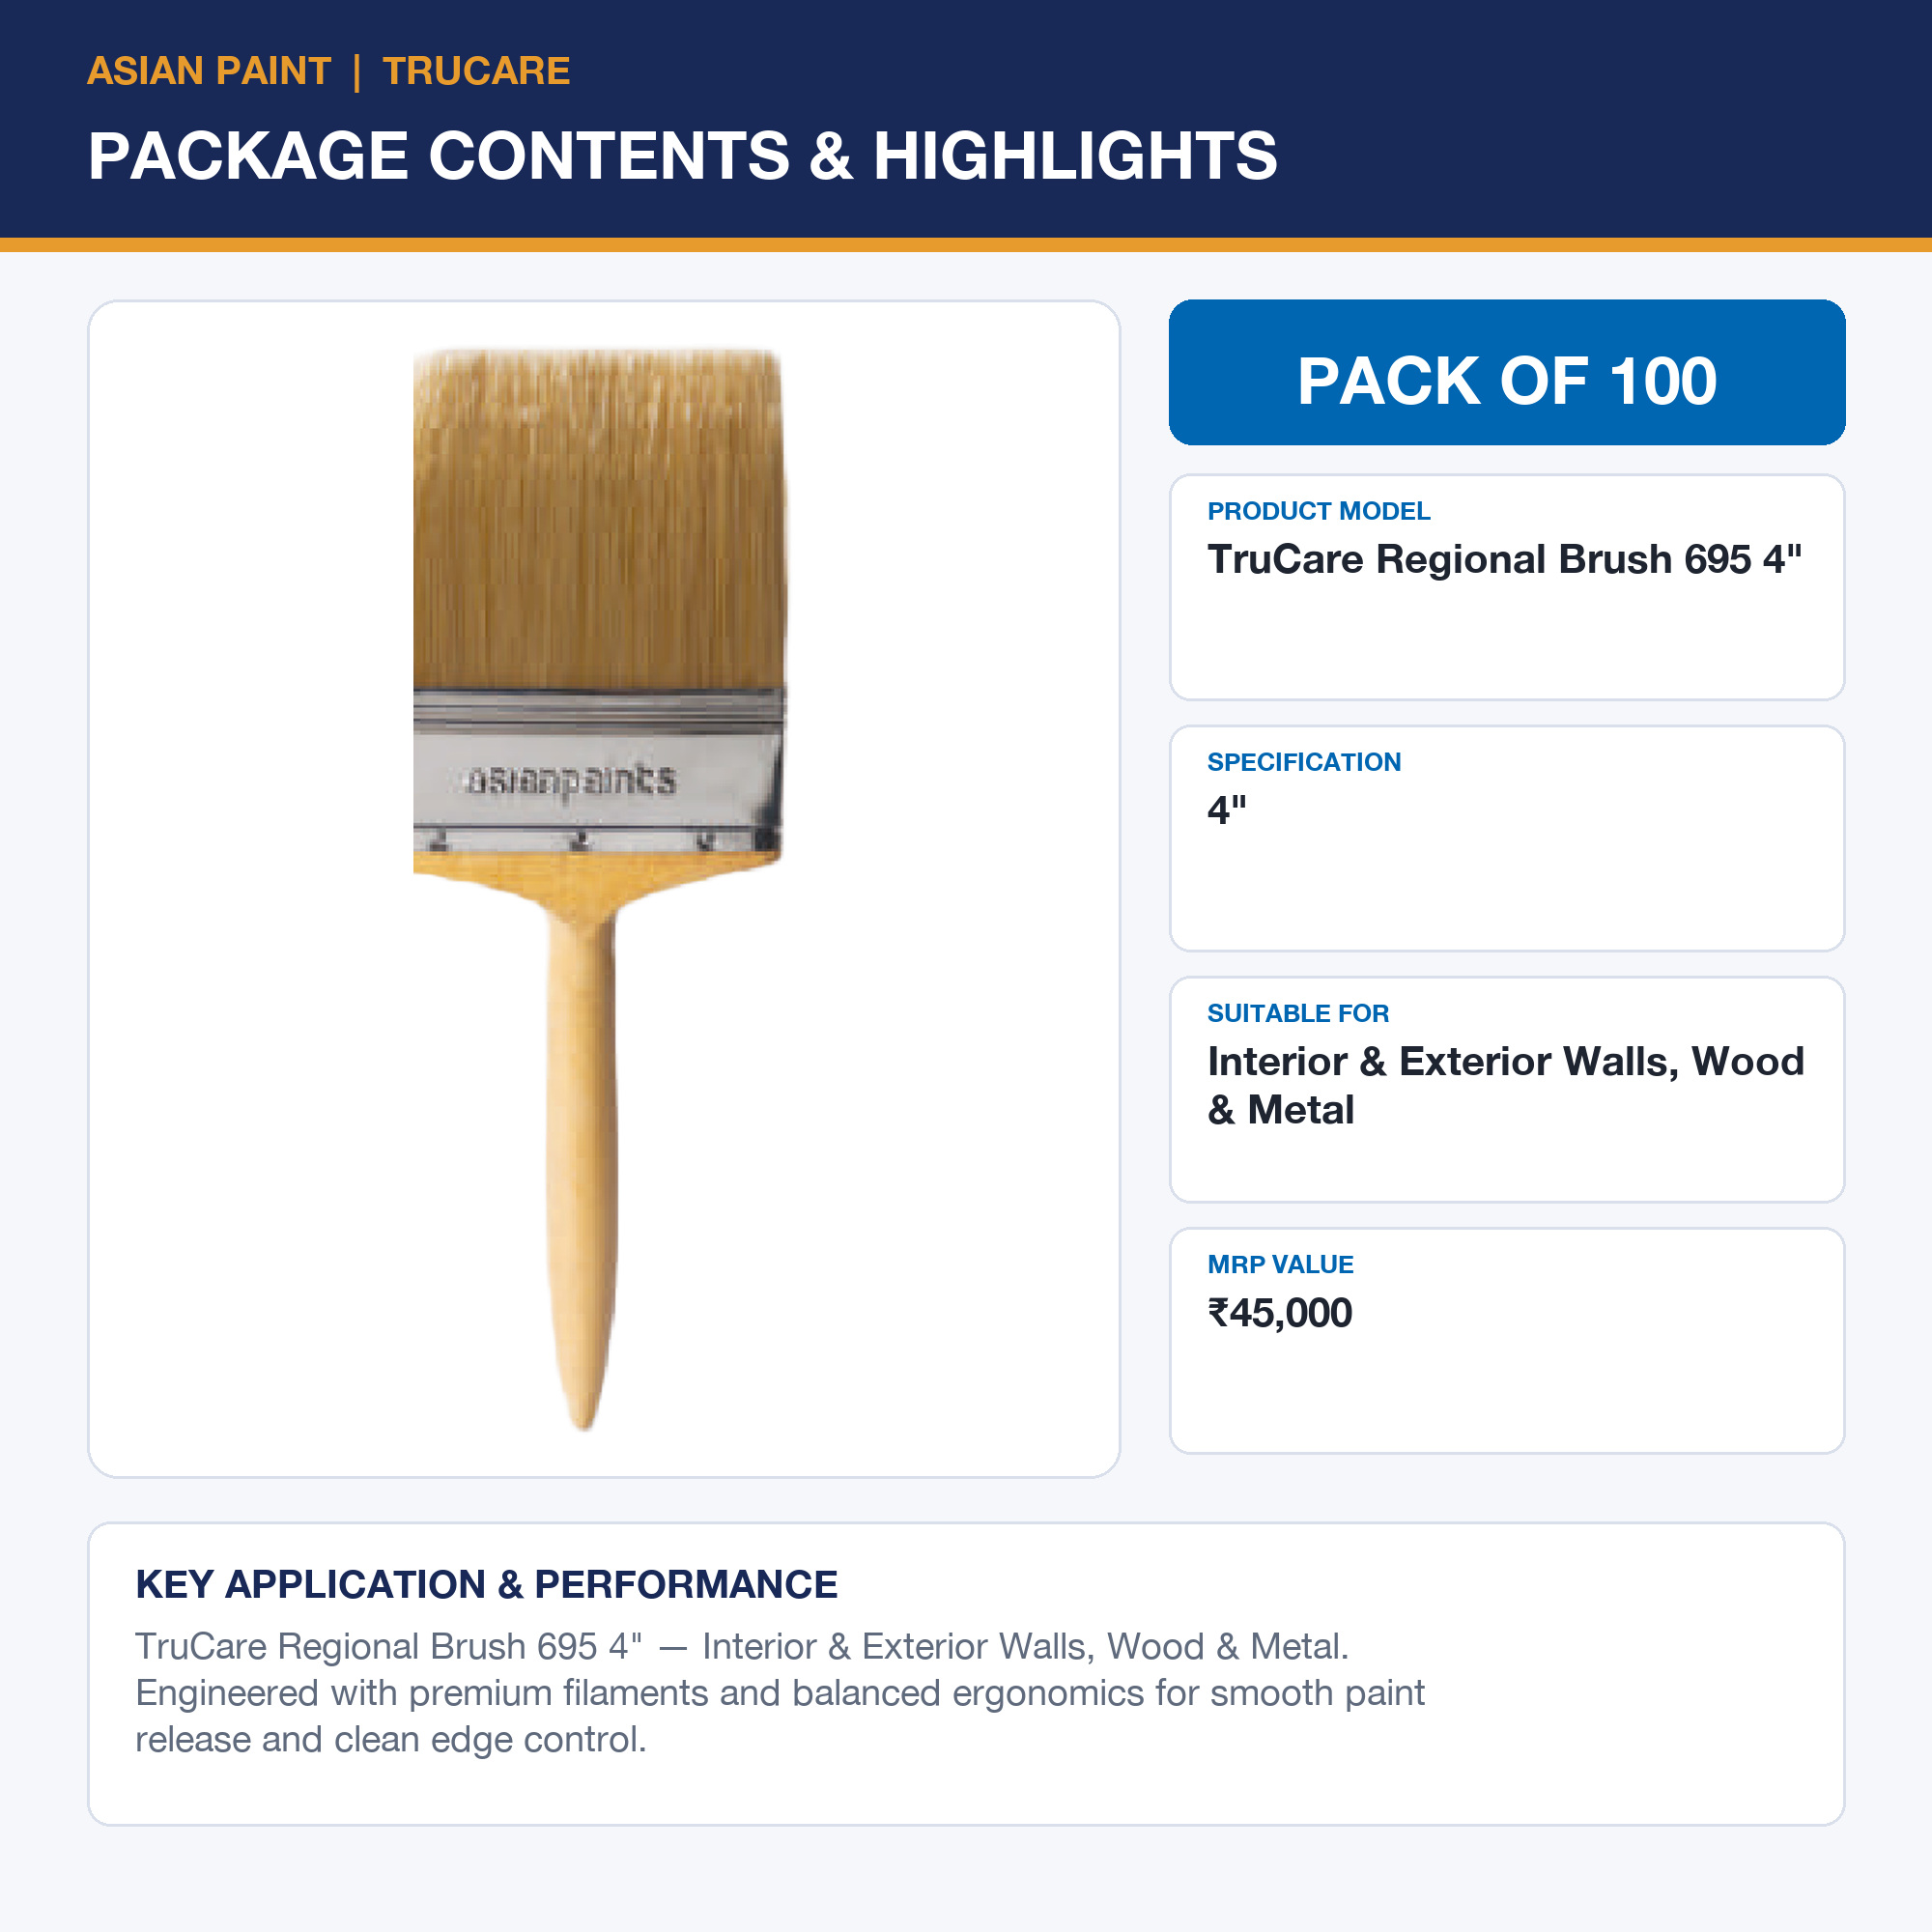 ASIAN PAINT | TRUCARE
PACKAGE CONTENTS & HIGHLIGHTS
asianpaints
PACK OF 100
PRODUCT MODEL
TruCare Regional Brush 695 4"
SPECIFICATION
4"
SUITABLE FOR
Interior & Exterior Walls, Wood
& Metal
MRP VALUE
₹45,000
KEY APPLICATION & PERFORMANCE
TruCare Regional Brush 695 4" — Interior & Exterior Walls, Wood & Metal.
Engineered with premium filaments and balanced ergonomics for smooth paint
release and clean edge control.